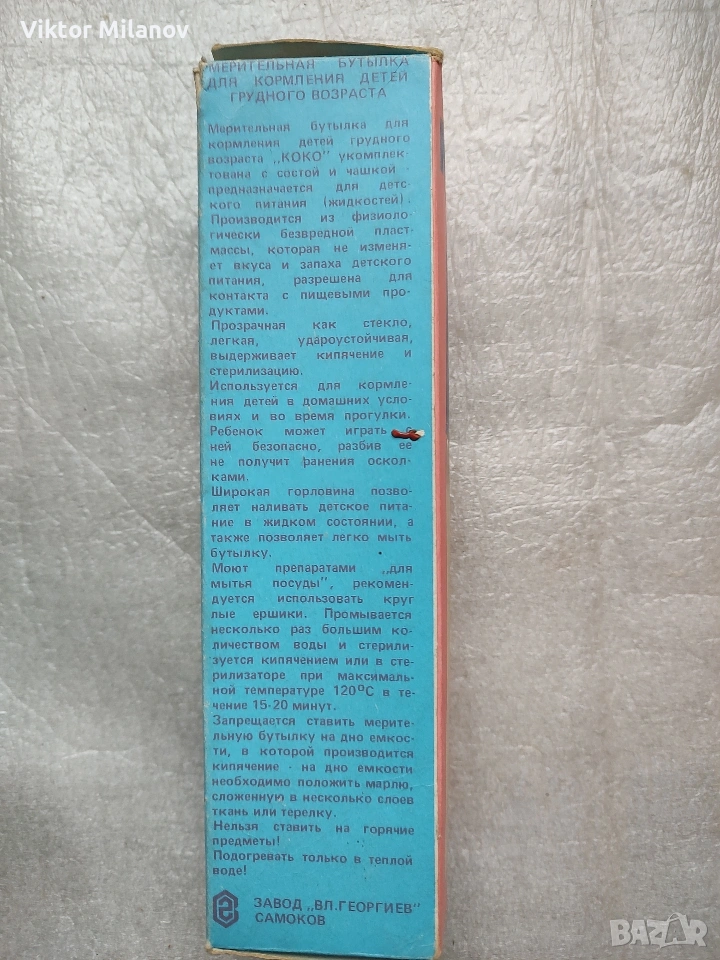 Viktor Milanov
МЕРИТЕЛЬНАЯ БУТЫЛКА
ДЛЯ КОРМЛЕНИЯ ДЕТЕЙ
ГРУДНОГО ВОЗРАСТА
Мерительная бутылка для
кормления детей грудного
возраста „КОКО" укомплек-
тована с состой и чашкой -
предназначается для детс-
кого питания (жидкостей).
Производится из физиоло-
гически безвредной пласт-
массы, которая не изменя-
ет вкуса и запаха детского
питания, разрешена для
контакта с пищевыми про-
дуктами.
Прозрачная как стекло,
легкая, удароустойчивая,
выдерживает кипячение и
стерилизацию.
Используется для кормле-
ния детей в домашних усло-
виях и во время прогулки.
Ребенок может играть с
ней безопасно, разбив ее
не получит ранения оскол-
ками.
Широкая горловина позво-
ляет наливать детское пита-
ние в жидком состоянии, а
также позволяет легко мыть
бутылку.
Моют препаратами „для
мытья посуды", рекомен-
дуется использовать круг
лые ершики. Промывается
несколько раз большим ко-
личеством воды и стерили-
зуется кипячением или в сте-
рилизаторе при максималь-
ной температуре 120°C в те-
чение 15-20 минут.
Запрещается ставить мерите-
льную бутылку на дно емкос-
ти, в которой производится
кипячение - на дно емкости
необходимо положить марлю,
сложенную в несколько слоев
ткань или терелку.
Нельзя ставить на горячие
предметы!
Подогревать только в теплой
воде!
ЗАВОД „ВЛ.ГЕОРГИЕВ"
САМОКОВ
BAZAR